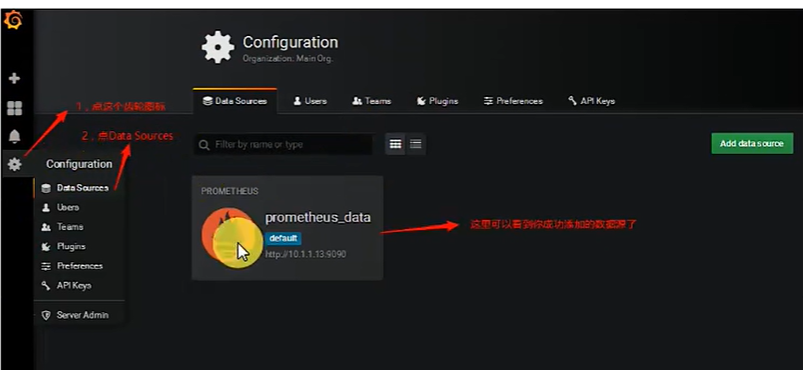 Configuration
Organization: Main Org.
Data Sources
Users
Teams
Plugins
Preferences
API Keys
1，点这个齿轮图标
2，点Data Sources
Filter by name or type
Add data source
Configuration
Data Sources
Users
Teams
Plugins
Preferences
API Keys
Server Admin
PROMETHEUS
prometheus_data
default
http://10.1.1.13:9090
这里可以看到你成功添加的数据源了